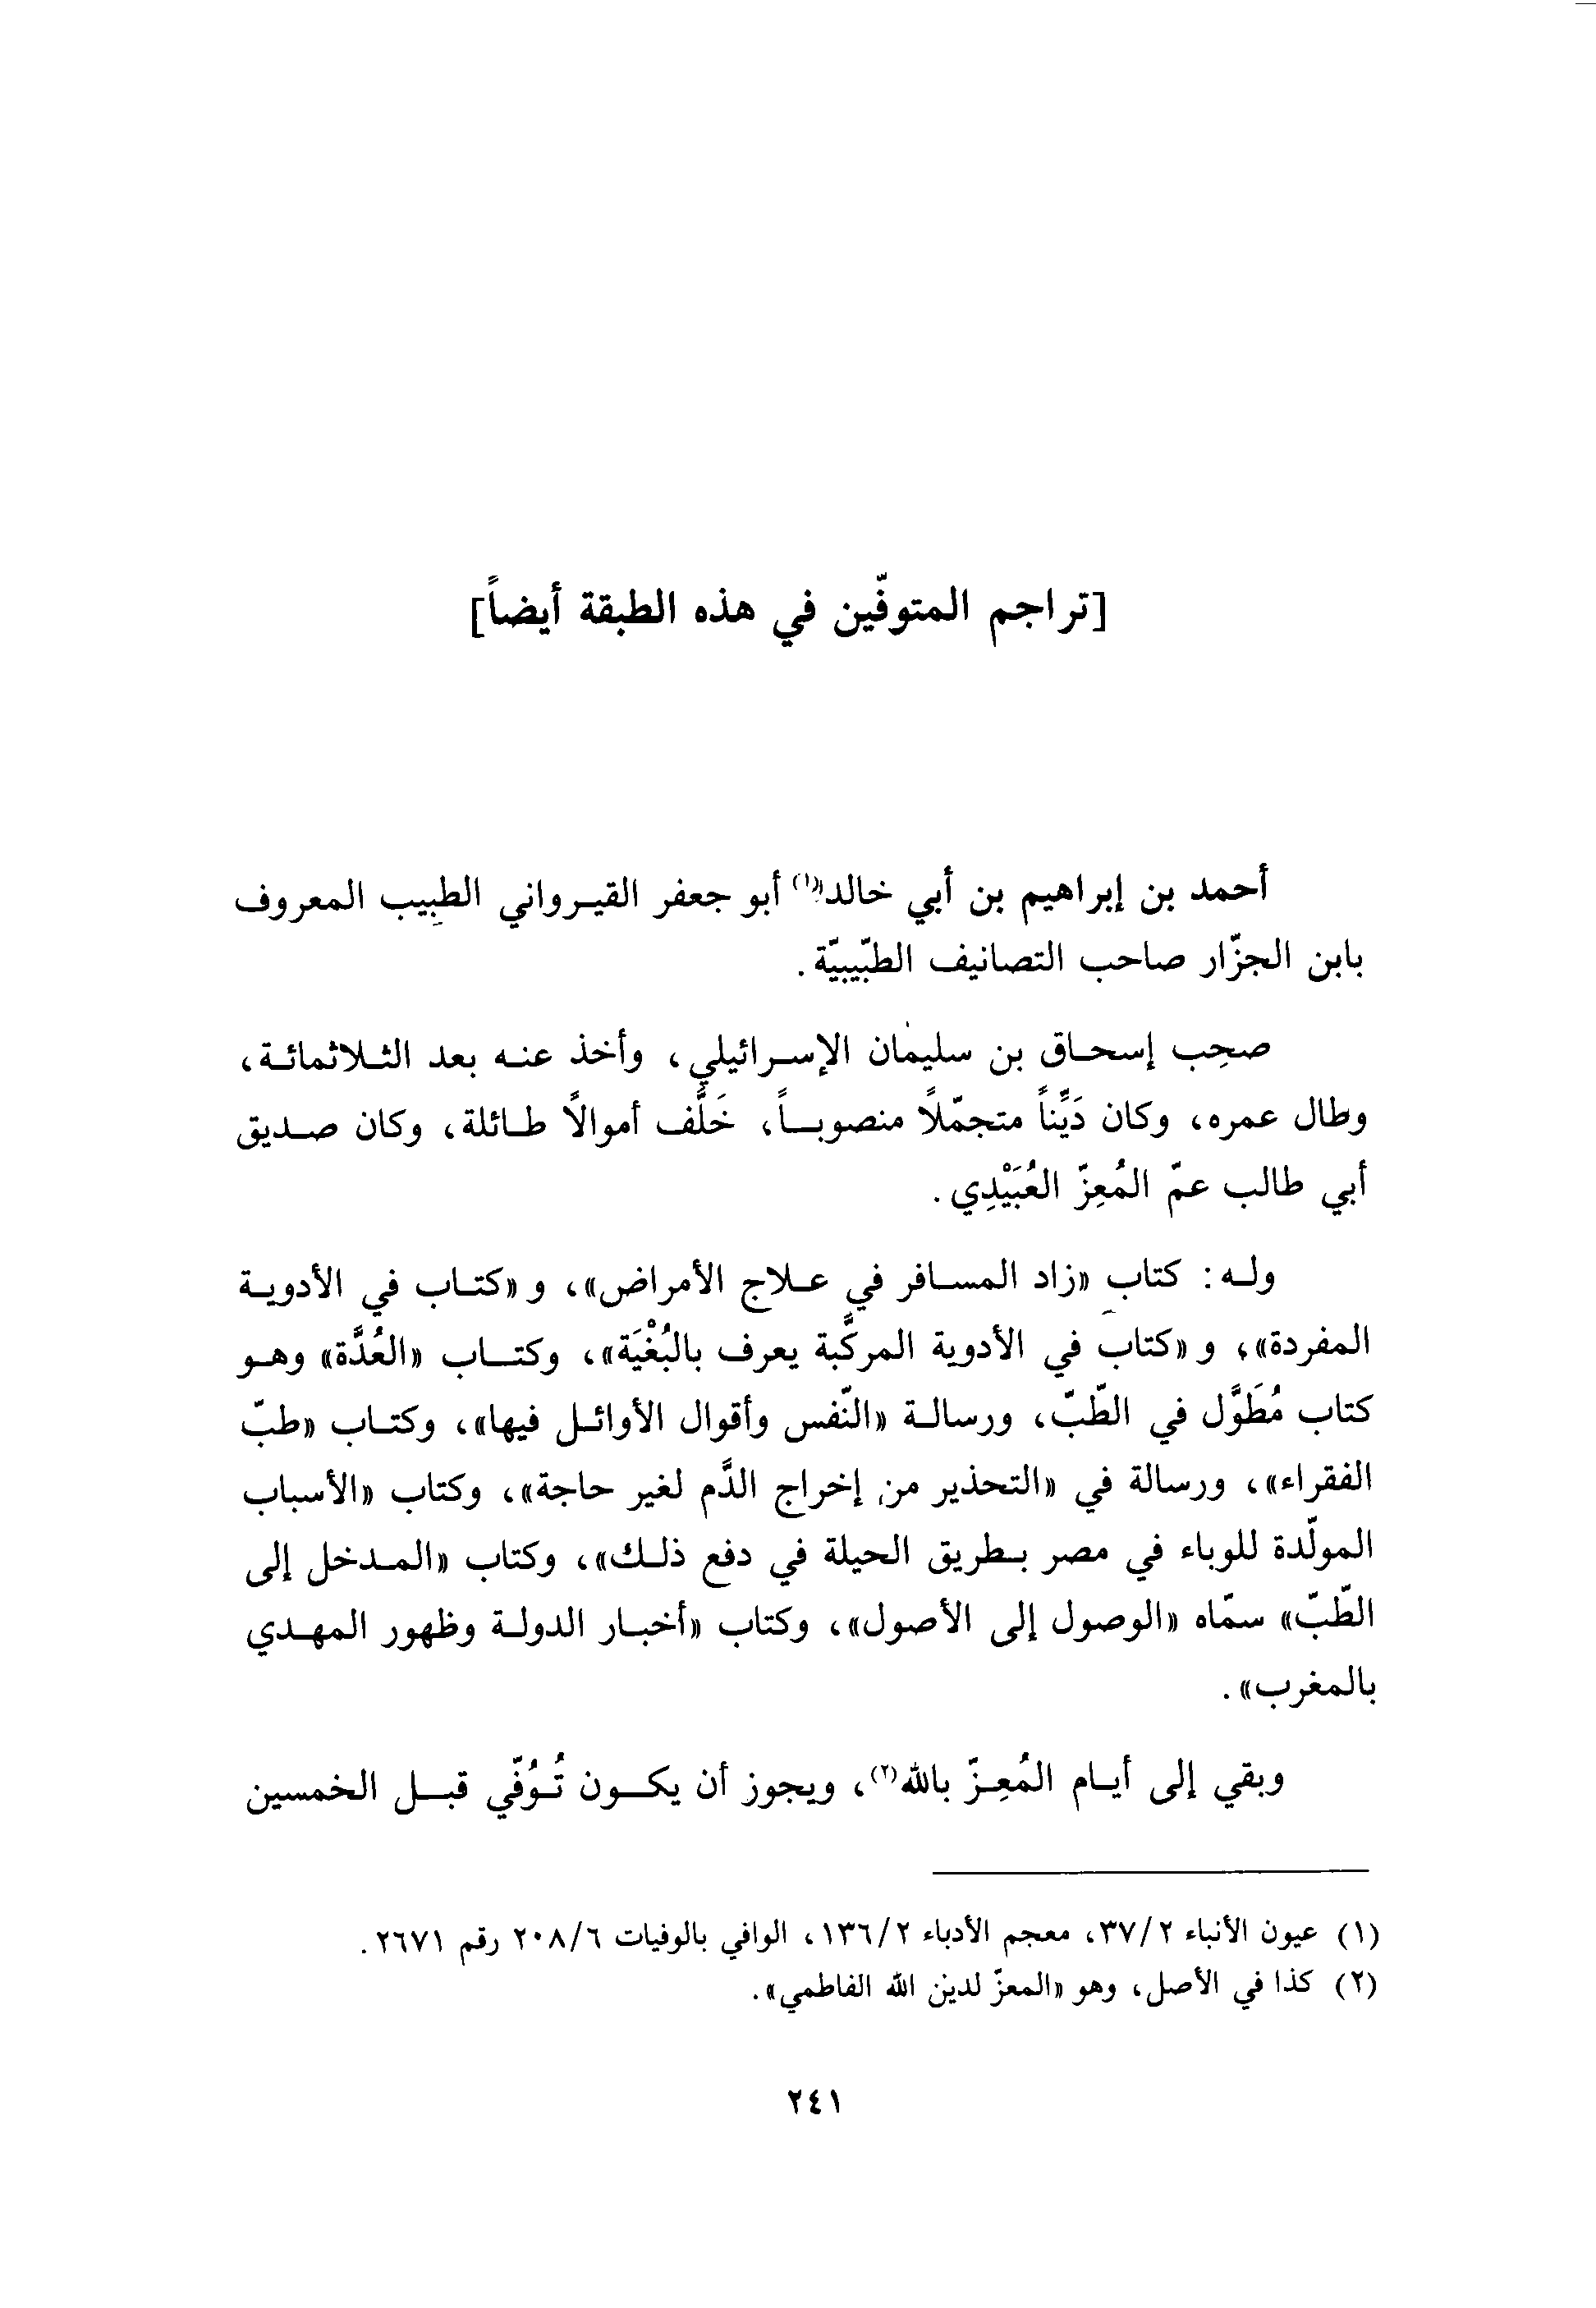 [تراجم المتوفّين في هذه الطبقة أيضاً]
أحمد بن إبراهيم بن أبي خالد(١) أبو جعفر القيرواني الطبيب المعروف
بابن الجزّار صاحب التصانيف الطبّيبيّة.
صحِب إسحاق بن سليمان الإسرائيلي، وأخذ عنه بعد الثلاثمائة،
وطال عمره، وكان دَيِّناً متجمّلاً منصوباً، خَلَّف أموالاً طائلة، وكان صديق
أبي طالب عمّ المُعِزّ العُبَيْدِي.
وله: كتاب «زاد المسافر في علاج الأمراض»، و«كتاب في الأدوية
المفردة»، و«كتاب في الأدوية المركَّبة يعرف بالبُغْيَة»، وكتاب «العُدَّة» وهو
كتاب مُطَوَّل في الطّبّ، ورسالة «النّفس وأقوال الأوائل فيها»، وكتاب «طبّ
الفقراء»، ورسالة في «التحذير من إخراج الدَّم لغير حاجة»، وكتاب «الأسباب
المولّدة للوباء في مصر بطريق الحيلة في دفع ذلك»، وكتاب «المدخل إلى
الطّبّ» سمّاه «الوصول إلى الأصول»، وكتاب «أخبار الدولة وظهور المهدي
بالمغرب».
وبقي إلى أيام المُعِزّ بالله(٢)، ويجوز أن يكون تُوُفّي قبل الخمسين
(١) عيون الأنباء ٣٧/٢، معجم الأدباء ١٣٦/٢، الوافي بالوفيات ٢٠٨/٦ رقم ٢٦٧١.
(٢) كذا في الأصل، وهو «المعزّ لدين الله الفاطمي».
٢٤١